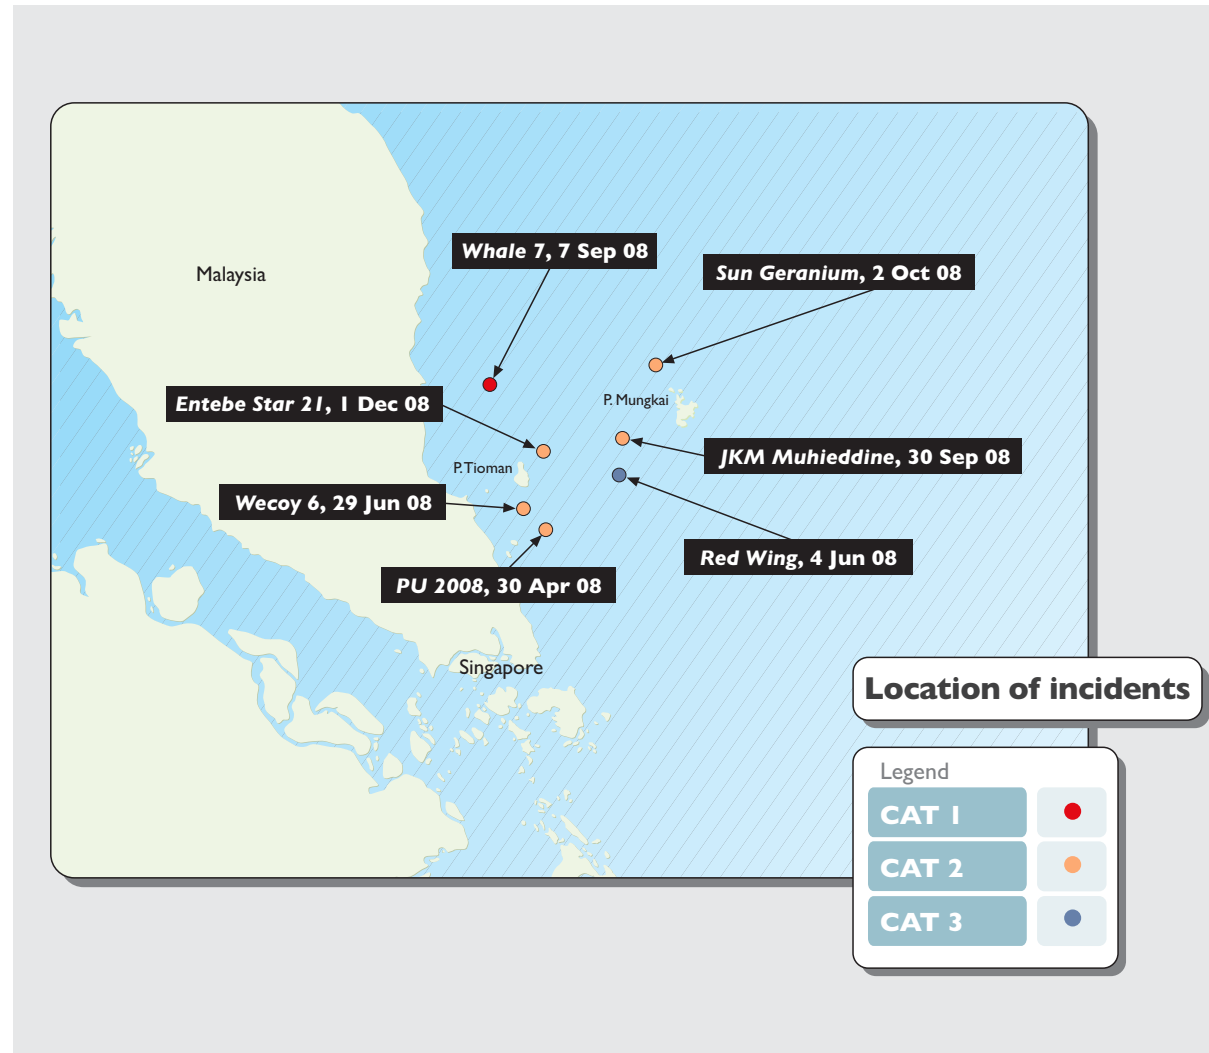 Whale 7, 7 Sep 08
Sun Geranium, 2 Oct 08
Malaysia
Entebe Star 21, 1 Dec 08
P. Mungkai
JKM Muhieddine, 30 Sep 08
P. Tioman
Wecoy 6, 29 Jun 08
Red Wing, 4 Jun 08
PU 2008, 30 Apr 08
Singapore
Location of incidents
Legend
CAT 1
CAT 2
CAT 3